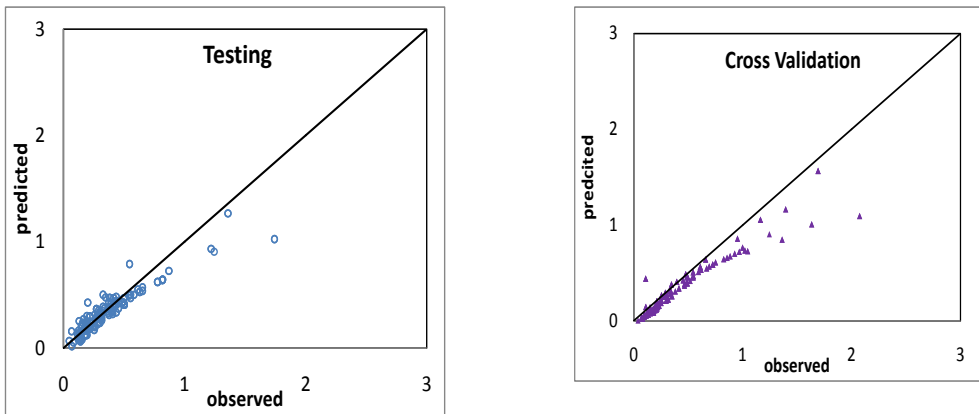 Testing
3
2
1
0
predicted
0 1 2 3
observed
Cross Validation
3
2
1
0
predcited
0 1 2 3
observed